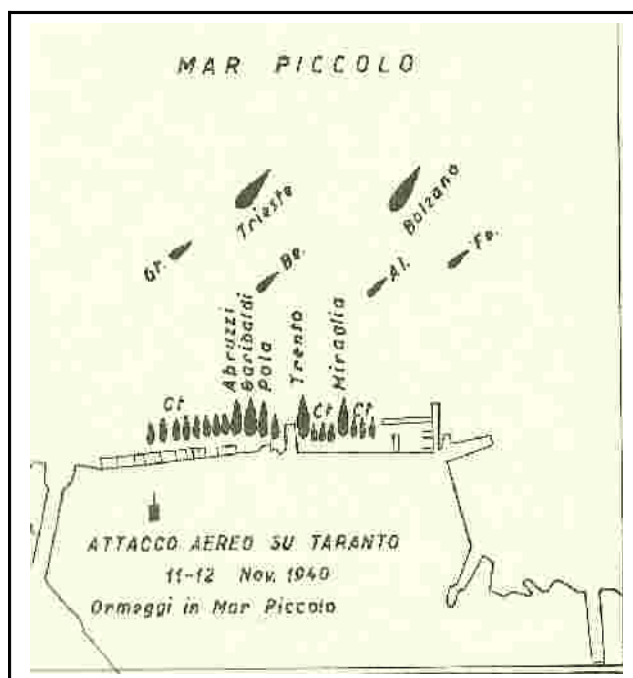 MAR PICCOLO
Trieste
Bolzano
Gr.
Be.
Al.
Fo.
Abruzzi
Garibaldi
Pola
Trento
Miraglia
Ct
Ct
Ct
ATTACCO AEREO SU TARANTO
11-12 Nov. 1940
Ormeggi in Mar Piccolo